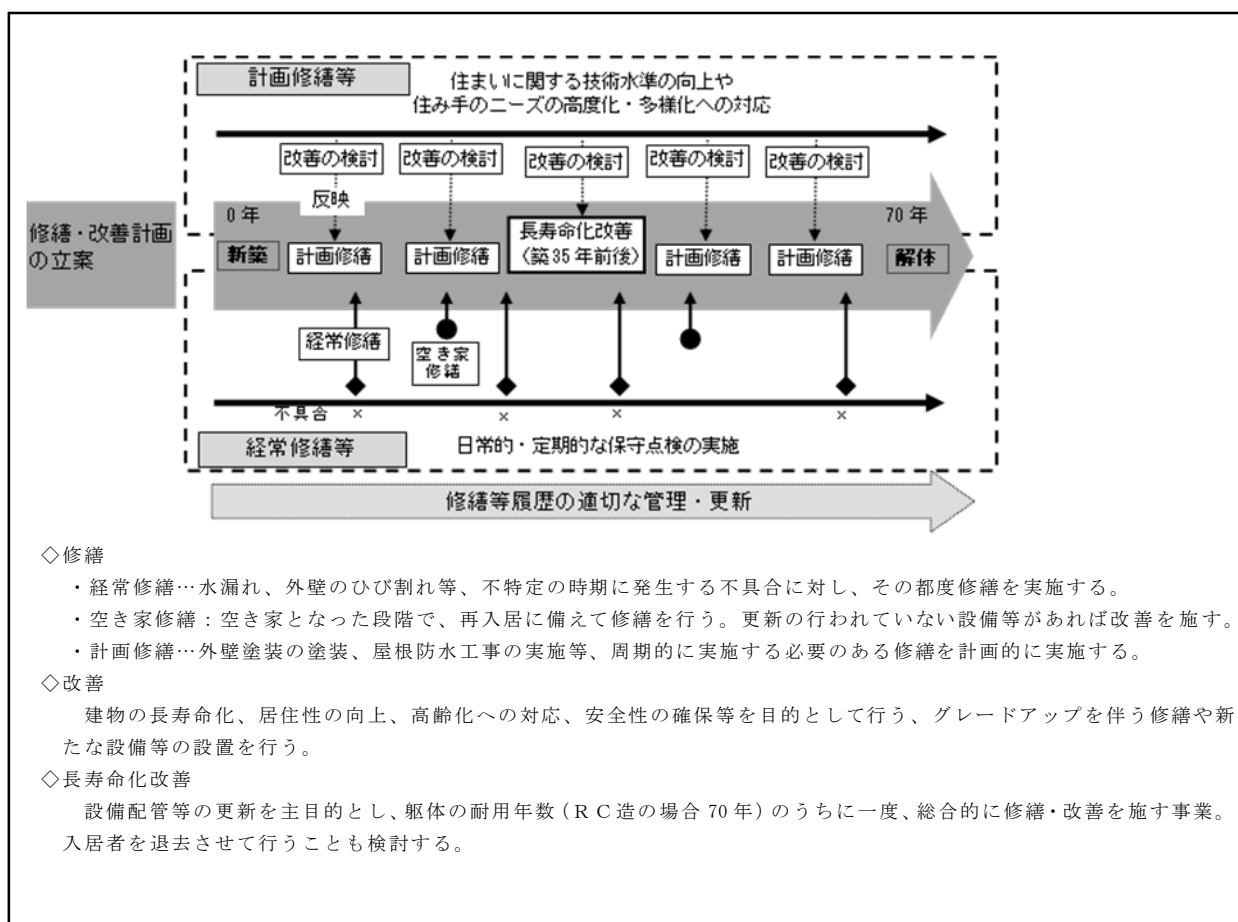 計画修繕等
住まいに関する技術水準の向上や
住み手のニーズの高度化・多様化への対応
改善の検討
改善の検討
改善の検討
改善の検討
改善の検討
反映
修繕・改善計画
の立案
0年
70年
新築
計画修繕
計画修繕
長寿命化改善
(築35年前後)
計画修繕
計画修繕
解体
経常修繕
空き家
修繕
不具合 × × × ×
経常修繕等
日常的・定期的な保守点検の実施
修繕等履歴の適切な管理・更新
◇修繕
・経常修繕…水漏れ、外壁のひび割れ等、不特定の時期に発生する不具合に対し、その都度修繕を実施する。
・空き家修繕:空き家となった段階で、再入居に備えて修繕を行う。更新の行われていない設備等があれば改善を施す。
・計画修繕…外壁塗装の塗装、屋根防水工事の実施等、周期的に実施する必要のある修繕を計画的に実施する。
◇改善
建物の長寿命化、居住性の向上、高齢化への対応、安全性の確保等を目的として行う、グレードアップを伴う修繕や新
たな設備等の設置を行う。
◇長寿命化改善
設備配管等の更新を主目的とし、躯体の耐用年数(RC造の場合70年)のうちに一度、総合的に修繕・改善を施す事業。
入居者を退去させて行うことも検討する。